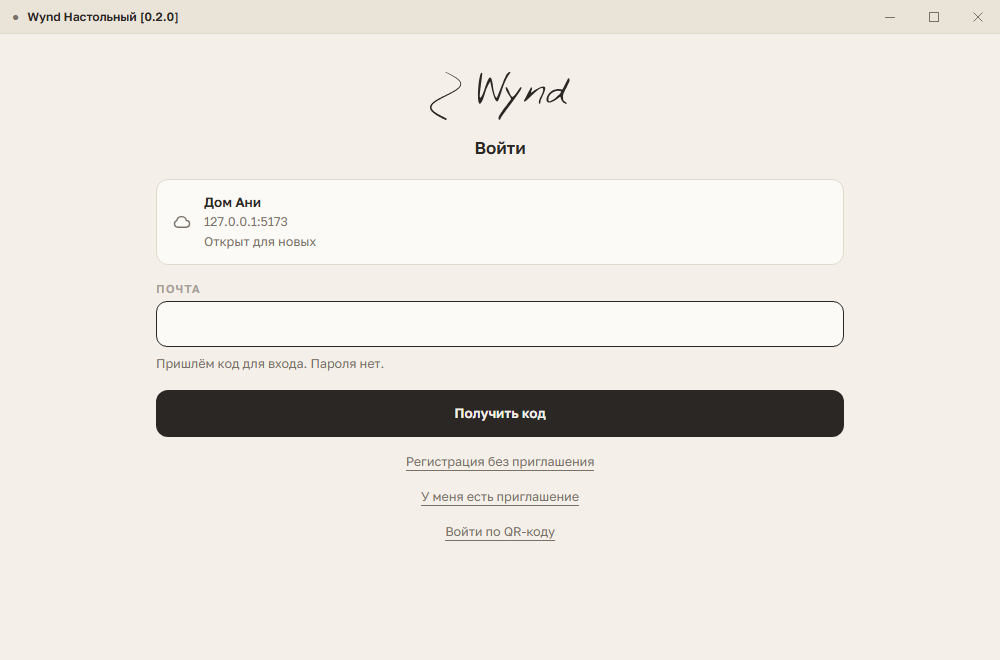 Wynd Настольный [0.2.0]
Wynd
Войти
Дом Ани
127.0.0.1:5173
Открыт для новых
ПОЧТА
Пришлём код для входа. Пароля нет.
Получить код
Регистрация без приглашения
У меня есть приглашение
Войти по QR-коду